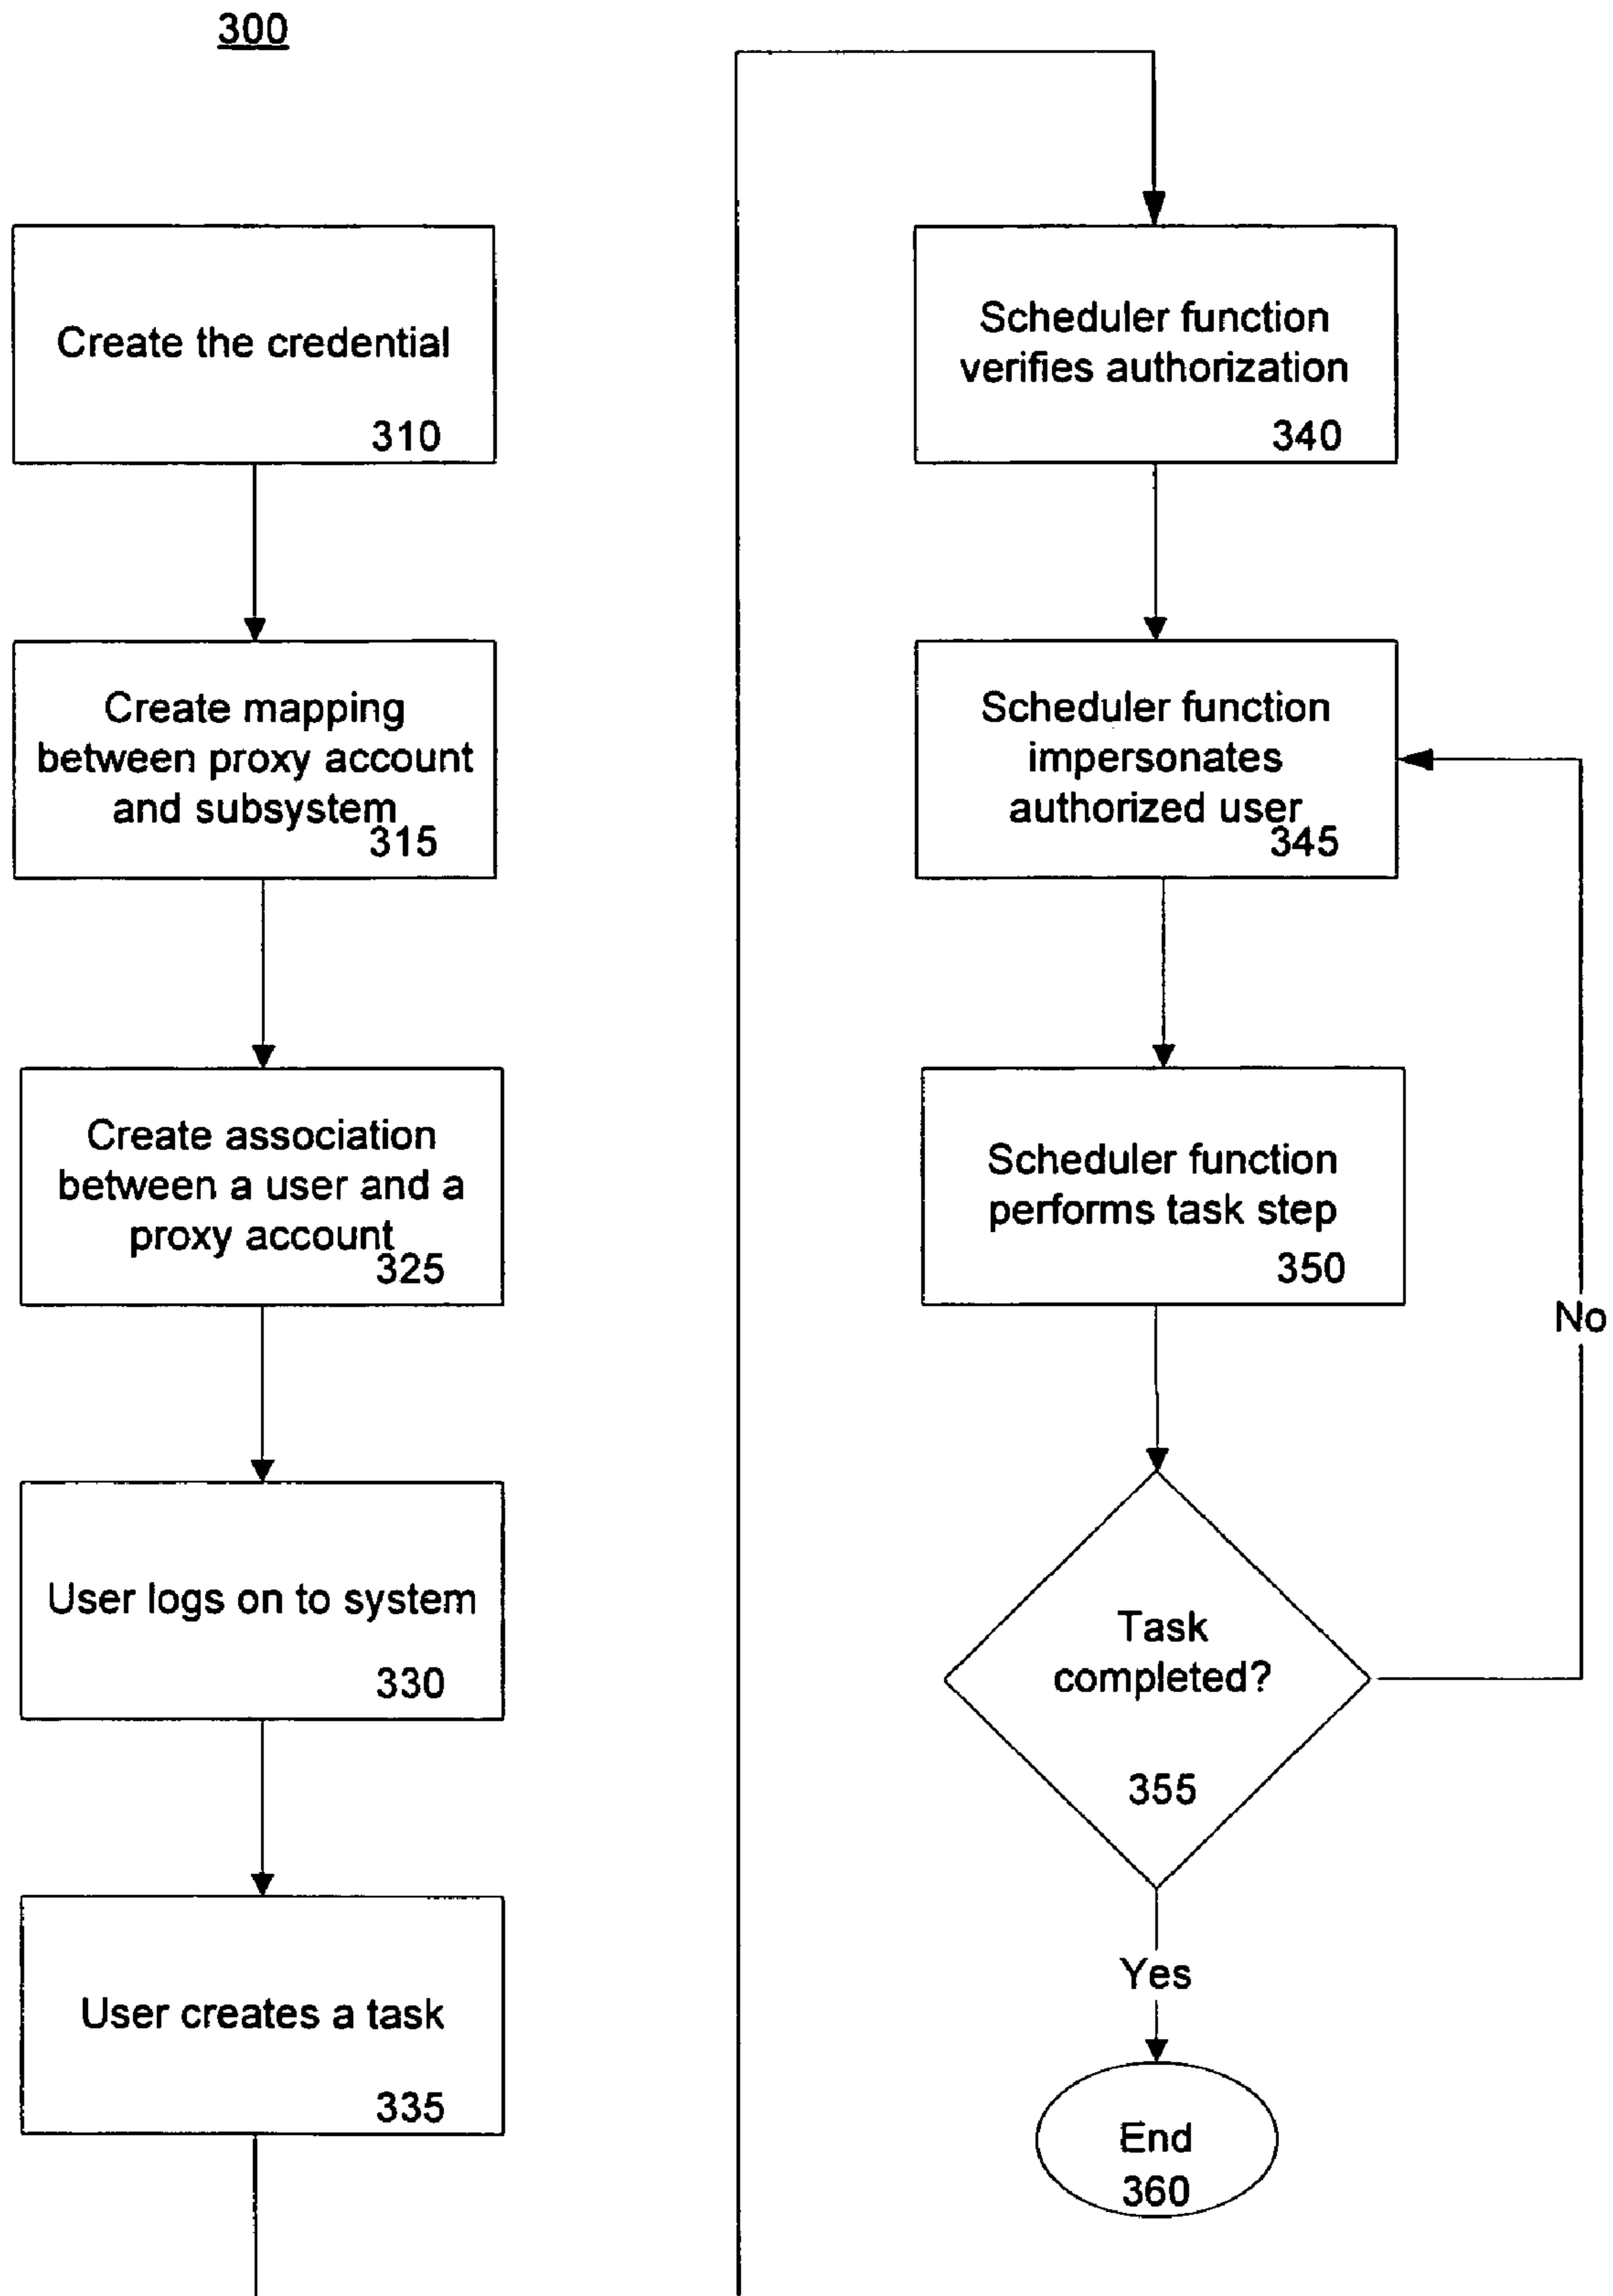 300
Create the credential
310
Create mapping
between proxy account
and subsystem
315
Create association
between a user and a
proxy account
325
User logs on to system
330
User creates a task
335
Scheduler function
verifies authorization
340
Scheduler function
impersonates
authorized user
345
Scheduler function
performs task step
350
No
Task
completed?
355
Yes
End
360